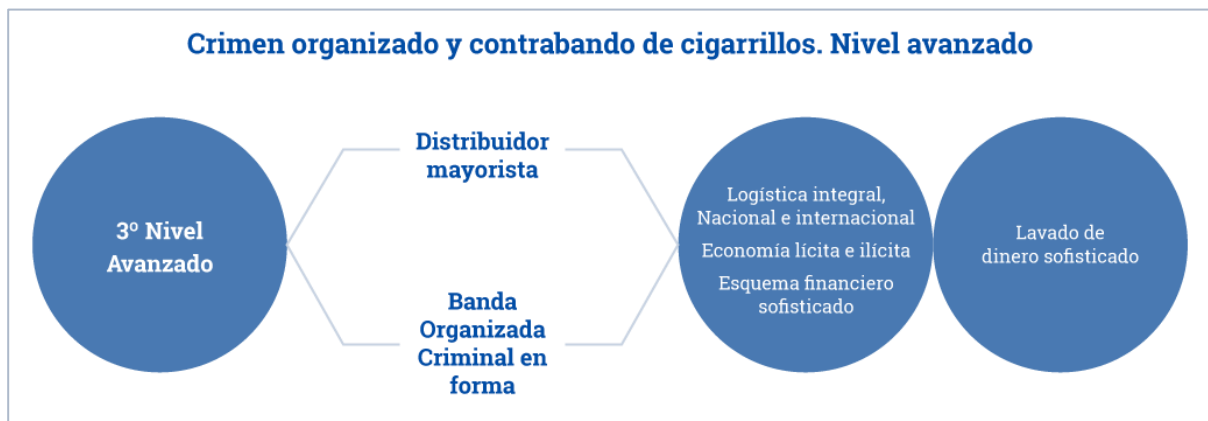 Crimen organizado y contrabando de cigarrillos. Nivel avanzado
3º Nivel
Avanzado
Distribuidor
mayorista
Banda
Organizada
Criminal en
forma
Logística integral,
Nacional e internacional
Economía lícita e ilícita
Esquema financiero
sofisticado
Lavado de
dinero sofisticado